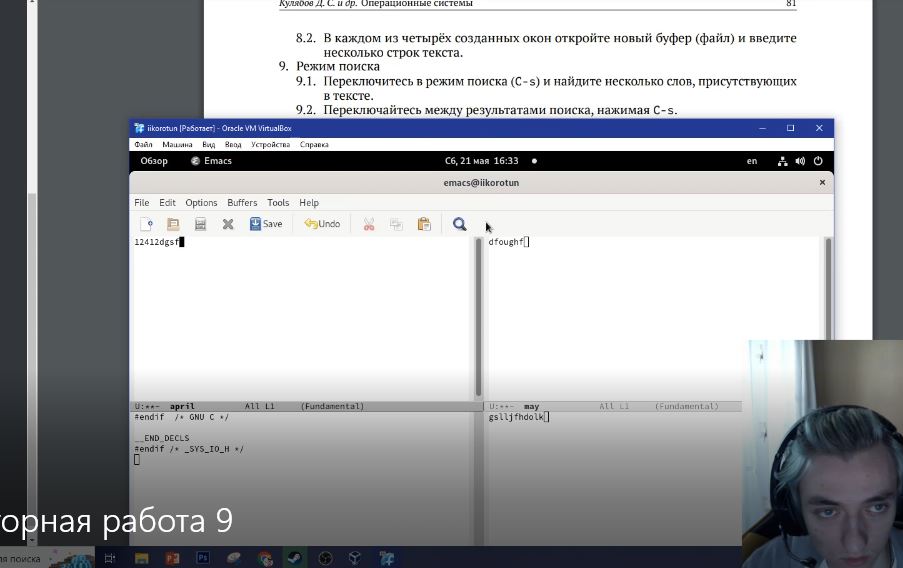 Кулябов Д. С. и др. Операционные системы 81
8.2. В каждом из четырёх созданных окон откройте новый буфер (файл) и введите
несколько строк текста.
9. Режим поиска
9.1. Переключитесь в режим поиска (C-s) и найдите несколько слов, присутствующих
в тексте.
9.2. Переключайтесь между результатами поиска, нажимая C-s.
iikorotun [Работает] - Oracle VM VirtualBox
Файл Машина Вид Ввод Устройства Справка
Обзор Emacs Сб, 21 мая 16:33 en
emacs@iikorotun
File Edit Options Buffers Tools Help
Save Undo
12412dgsf dfoughf
U:**- april All L1 (Fundamental) U:**- may All L1 (Fundamental)
#endif /* GNU C */ gslljfhdolk
__END_DECLS
#endif /* _SYS_IO_H */
торная работа 9
ля поиска